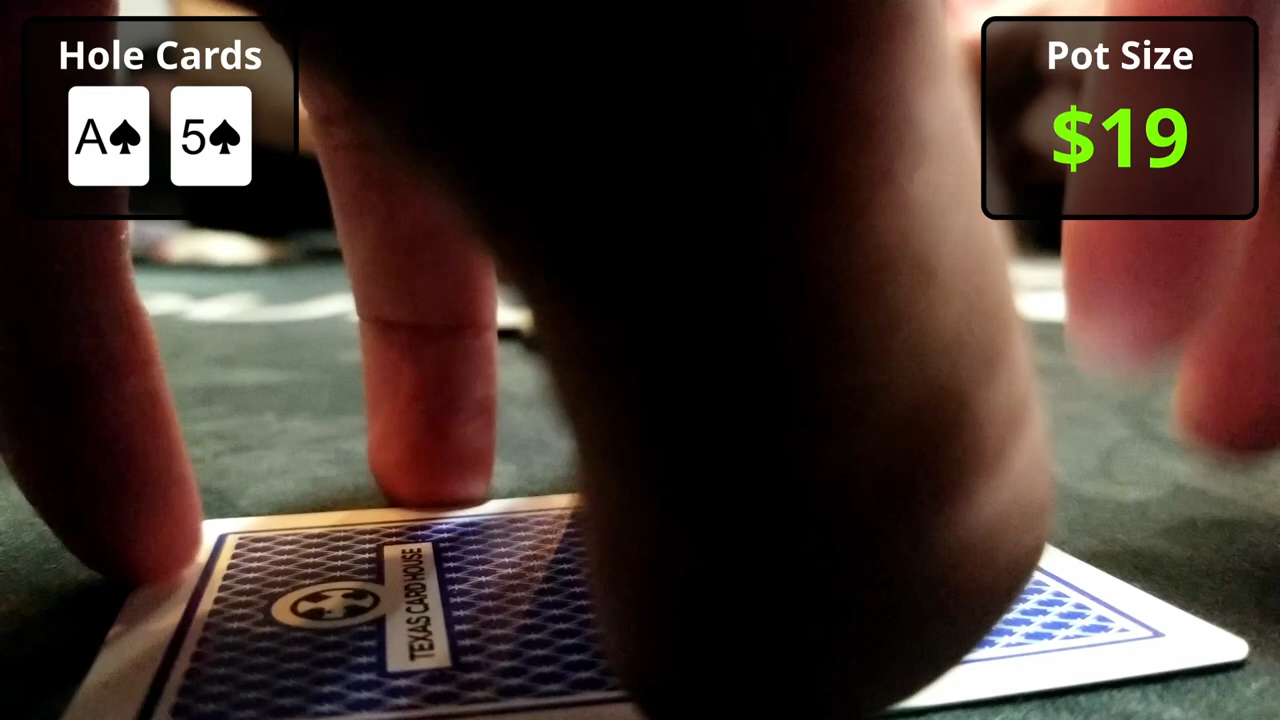 Hole Cards
A♠ 5♠
Pot Size
$19
TEXAS CARD HOUSE